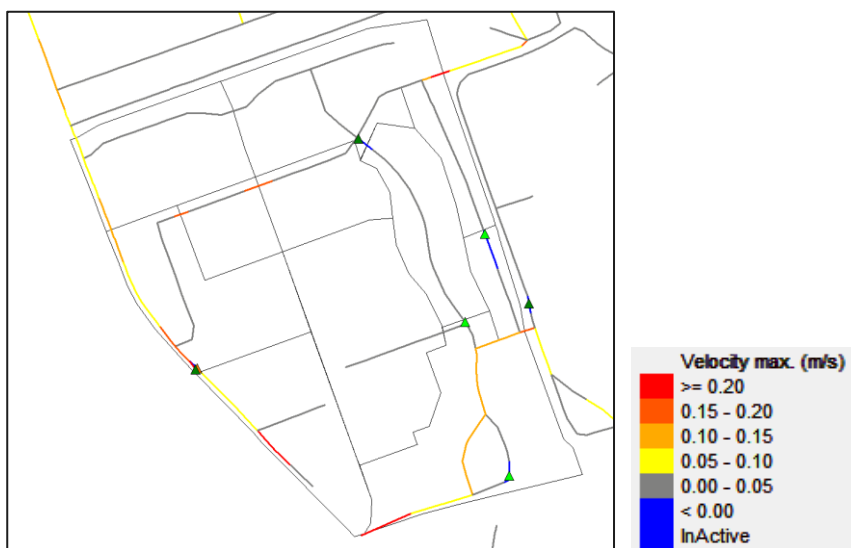 Velocity max. (m/s)
>= 0.20
0.15 - 0.20
0.10 - 0.15
0.05 - 0.10
0.00 - 0.05
< 0.00
InActive